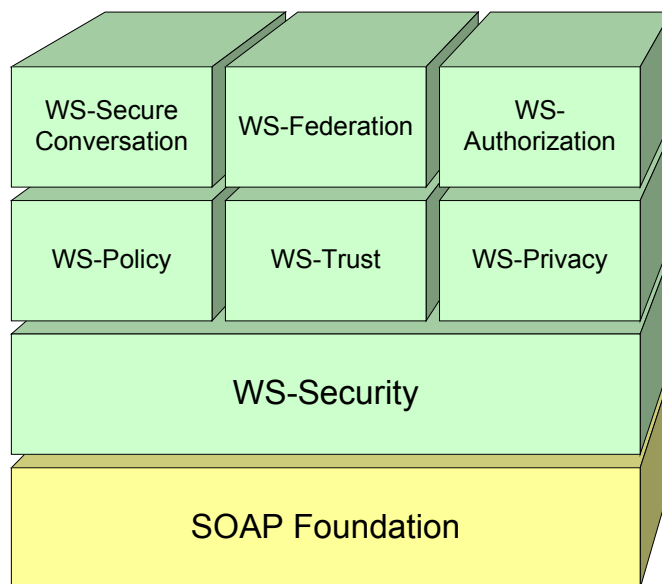 WS-Secure
Conversation
WS-Federation
WS-
Authorization
WS-Policy
WS-Trust
WS-Privacy
WS-Security
SOAP Foundation